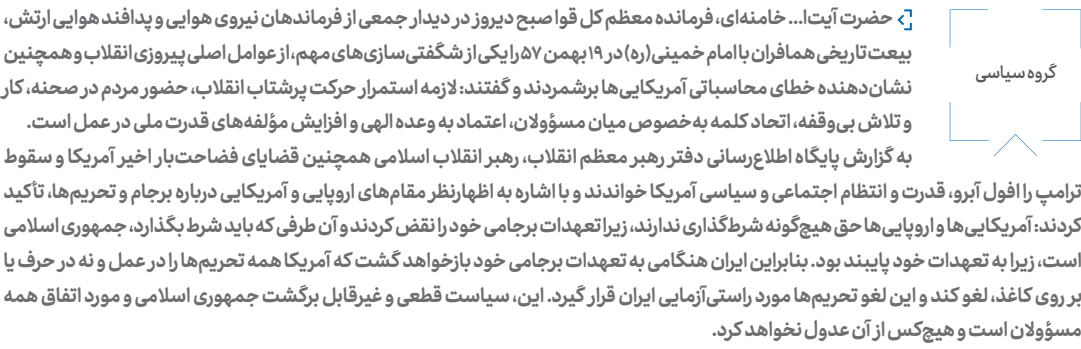 گروه سیاسی
حضرت آیت‌ا... خامنه‌ای، فرمانده معظم کل قوا صبح دیروز در دیدار جمعی از فرماندهان نیروی هوایی و پدافند هوایی ارتش،
بیعت تاریخی همافران با امام خمینی(ره) در ۱۹ بهمن ۵۷ را یکی از شگفتی‌سازی‌های مهم، از عوامل اصلی پیروزی انقلاب و همچنین
نشان‌دهنده خطای محاسباتی آمریکایی‌ها برشمردند و گفتند: لازمه استمرار حرکت پرشتاب انقلاب، حضور مردم در صحنه، کار
و تلاش بی‌وقفه، اتحاد کلمه به‌خصوص میان مسؤولان، اعتماد به وعده الهی و افزایش مؤلفه‌های قدرت ملی در عمل است.
به گزارش پایگاه اطلاع‌رسانی دفتر رهبر معظم انقلاب، رهبر انقلاب اسلامی همچنین قضایای فضاحت‌بار اخیر آمریکا و سقوط
ترامپ را افول آبرو، قدرت و انتظام اجتماعی و سیاسی آمریکا خواندند و با اشاره به اظهارنظر مقام‌های اروپایی و آمریکایی درباره برجام و تحریم‌ها، تأکید
کردند: آمریکایی‌ها و اروپایی‌ها حق هیچ‌گونه شرط‌گذاری ندارند، زیرا تعهدات برجامی خود را نقض کردند و آن طرفی که باید شرط بگذارد، جمهوری اسلامی
است، زیرا به تعهدات خود پایبند بود. بنابراین ایران هنگامی به تعهدات برجامی خود بازخواهد گشت که آمریکا همه تحریم‌ها را در عمل و نه در حرف یا
بر روی کاغذ، لغو کند و این لغو تحریم‌ها مورد راستی‌آزمایی ایران قرار گیرد. این، سیاست قطعی و غیرقابل برگشت جمهوری اسلامی و مورد اتفاق همه
مسؤولان است و هیچ‌کس از آن عدول نخواهد کرد.